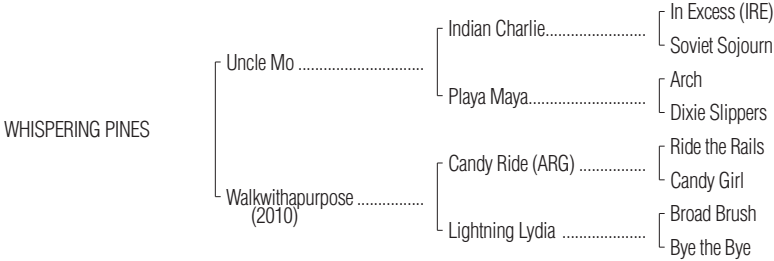 In Excess (IRE)
Indian Charlie.........................
Soviet Sojourn
Uncle Mo ..............................
Arch
Playa Maya.............................
Dixie Slippers
WHISPERING PINES
Ride the Rails
Candy Ride (ARG) .................
Candy Girl
Walkwithapurpose ................
(2010)
Broad Brush
Lightning Lydia .....................
Bye the Bye